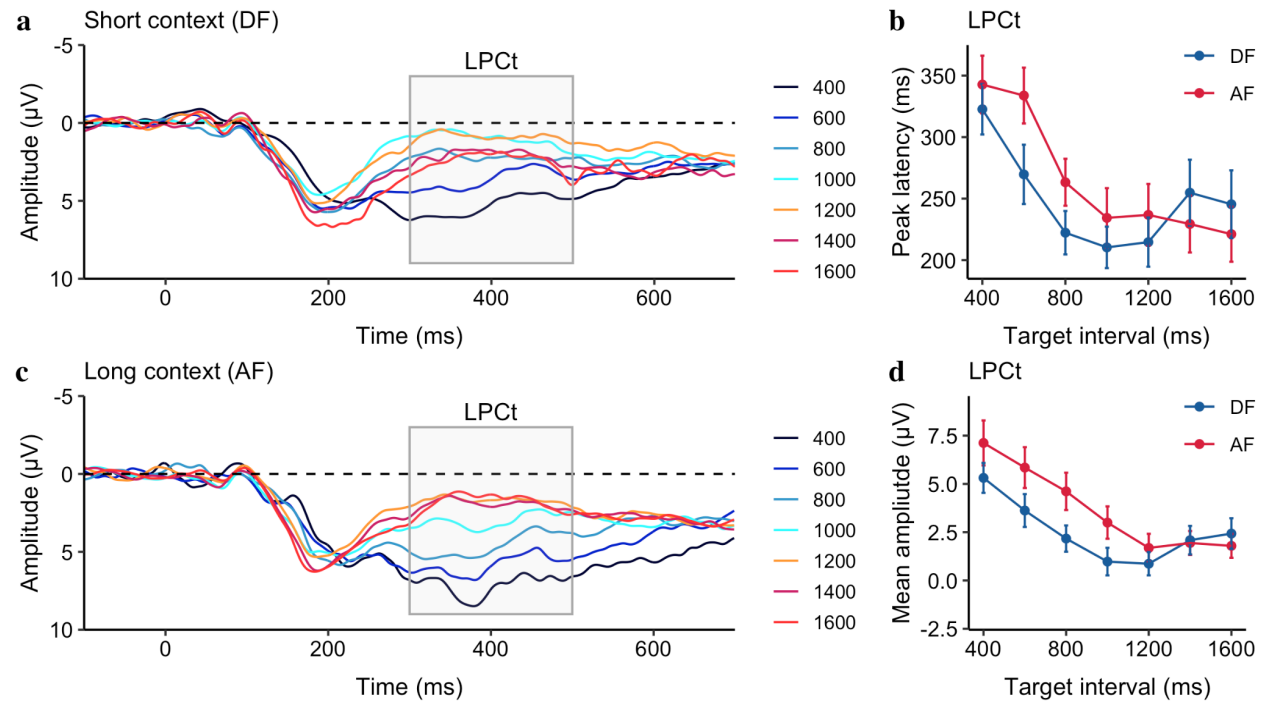 a
Short context (DF)
LPCt
Amplitude (µV)
-5
0
5
10
0
200
400
600
Time (ms)
400
600
800
1000
1200
1400
1600
b
LPCt
DF
AF
Peak latency (ms)
350
300
250
200
400
800
1200
1600
Target interval (ms)
c
Long context (AF)
LPCt
Amplitude (µV)
-5
0
5
10
0
200
400
600
Time (ms)
400
600
800
1000
1200
1400
1600
d
LPCt
DF
AF
Mean ampliutde (µV)
7.5
5.0
2.5
0.0
-2.5
400
800
1200
1600
Target interval (ms)